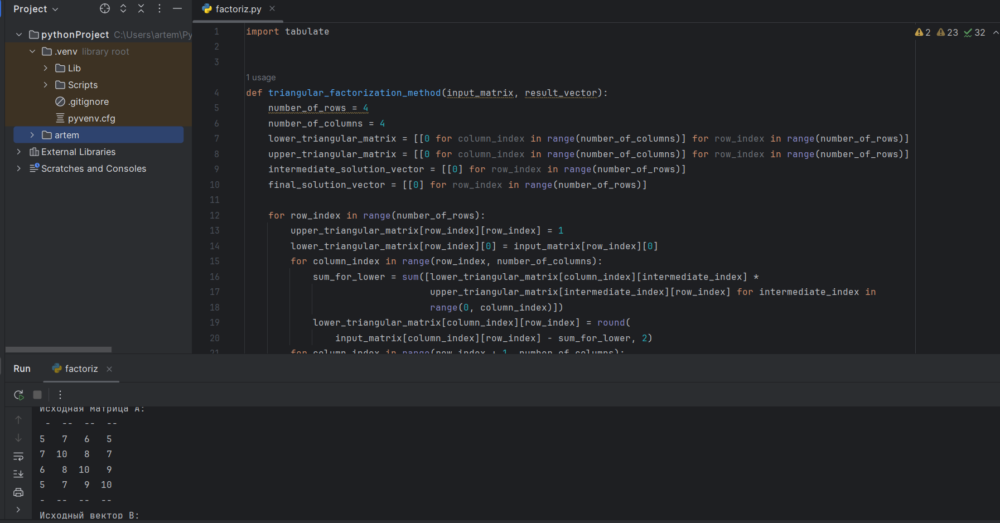 Project
factoriz.py
pythonProject C:\Users\artem\Py
.venv library root
Lib
Scripts
.gitignore
pyvenv.cfg
artem
External Libraries
Scratches and Consoles
2 23 32
1 import tabulate
2
3
1 usage
4 def triangular_factorization_method(input_matrix, result_vector):
5     number_of_rows = 4
6     number_of_columns = 4
7     lower_triangular_matrix = [[0 for column_index in range(number_of_columns)] for row_index in range(number_of_rows)]
8     upper_triangular_matrix = [[0 for column_index in range(number_of_columns)] for row_index in range(number_of_rows)]
9     intermediate_solution_vector = [[0] for row_index in range(number_of_rows)]
10     final_solution_vector = [[0] for row_index in range(number_of_rows)]
11
12     for row_index in range(number_of_rows):
13         upper_triangular_matrix[row_index][row_index] = 1
14         lower_triangular_matrix[row_index][0] = input_matrix[row_index][0]
15         for column_index in range(row_index, number_of_columns):
16             sum_for_lower = sum([lower_triangular_matrix[column_index][intermediate_index] *
17                                  upper_triangular_matrix[intermediate_index][row_index] for intermediate_index in
18                                  range(0, column_index)])
19             lower_triangular_matrix[column_index][row_index] = round(
20                 input_matrix[column_index][row_index] - sum_for_lower, 2)
21         for column_index in range(row_index + 1, number_of_columns):
Run factoriz
Исходная матрица A:
 -  --  --  --
5   7   6   5
7  10   8   7
6   8  10   9
5   7   9  10
-  --  --  --
Исходный вектор B: